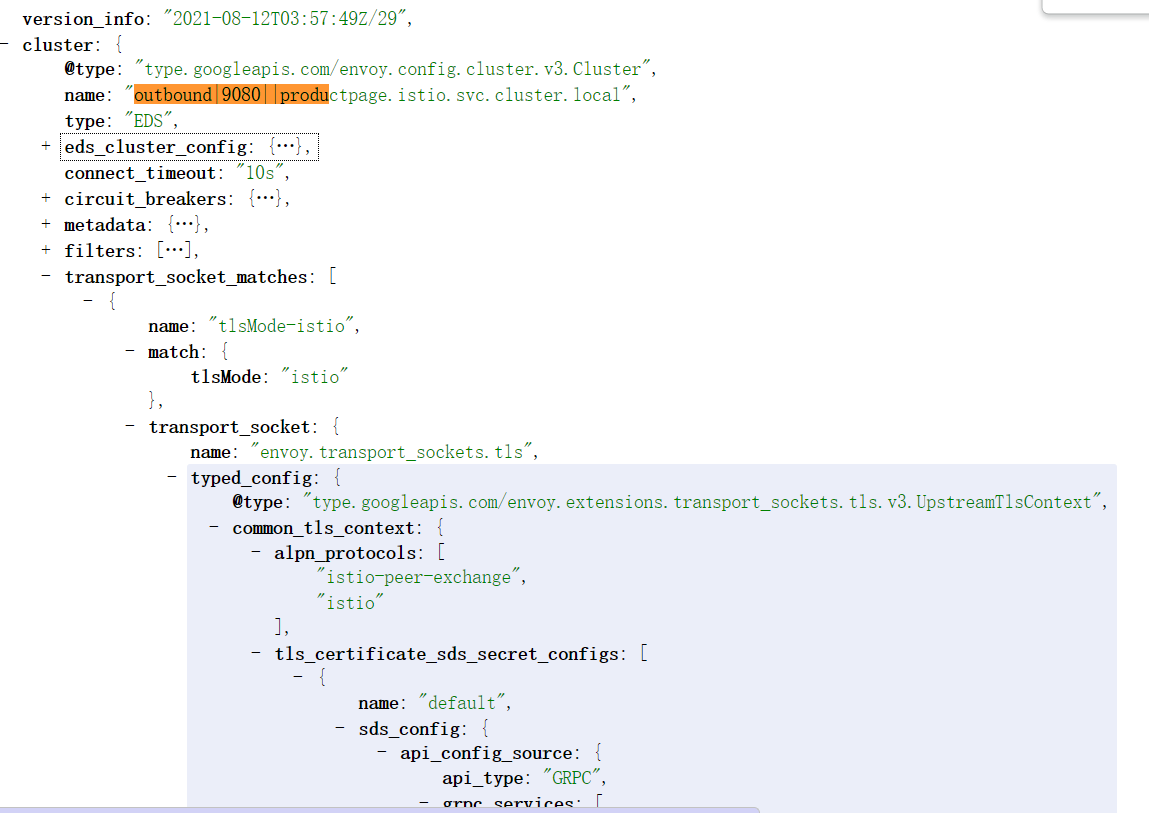 version_info: "2021-08-12T03:57:49Z/29",
- cluster: {
@type: "type.googleapis.com/envoy.config.cluster.v3.Cluster",
name: "outbound|9080||productpage.istio.svc.cluster.local",
type: "EDS",
+ eds_cluster_config: {…},
connect_timeout: "10s",
+ circuit_breakers: {…},
+ metadata: {…},
+ filters: […],
- transport_socket_matches: [
- {
name: "tlsMode-istio",
- match: {
tlsMode: "istio"
},
- transport_socket: {
name: "envoy.transport_sockets.tls",
- typed_config: {
@type: "type.googleapis.com/envoy.extensions.transport_sockets.tls.v3.UpstreamTlsContext",
- common_tls_context: {
- alpn_protocols: [
"istio-peer-exchange",
"istio"
],
- tls_certificate_sds_secret_configs: [
- {
name: "default",
- sds_config: {
- api_config_source: {
api_type: "GRPC",
- grpc_services: [